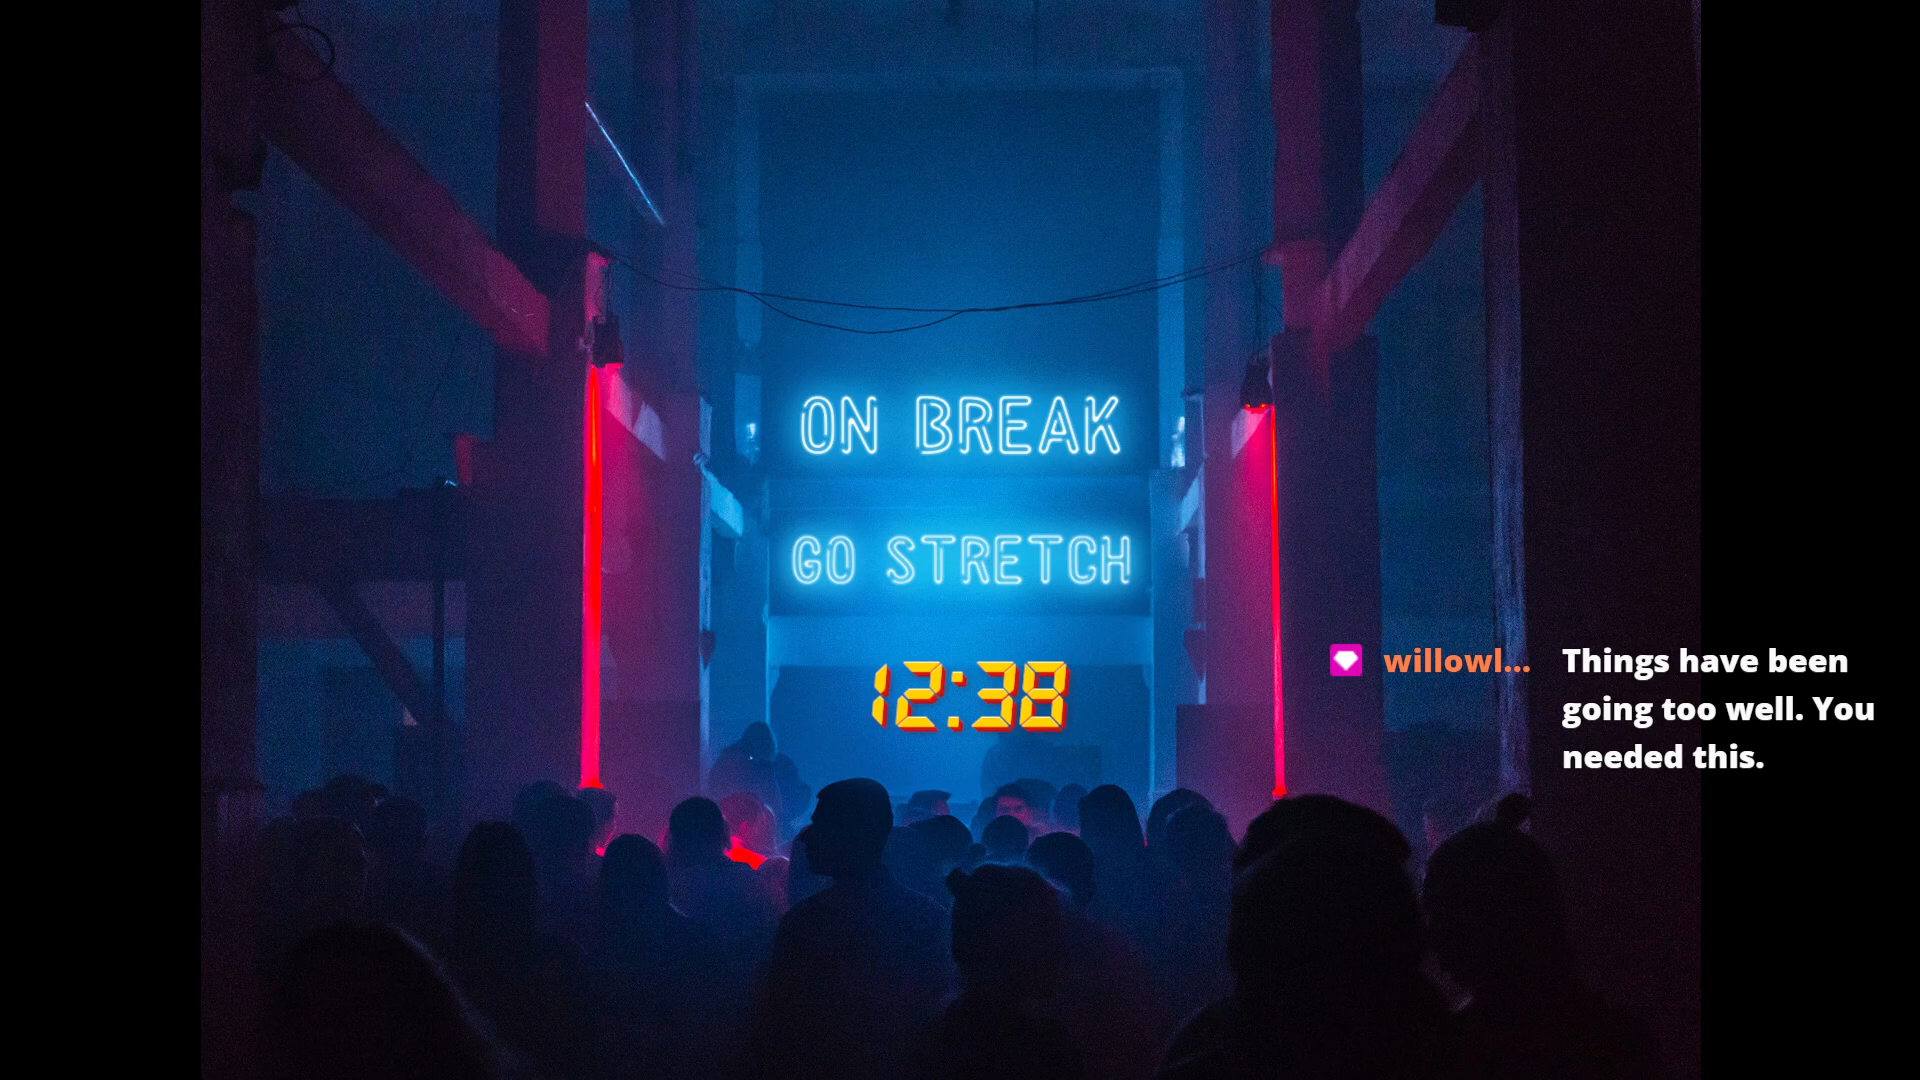 ON BREAK
GO STRETCH
12:38
willowl... Things have been
going too well. You
needed this.